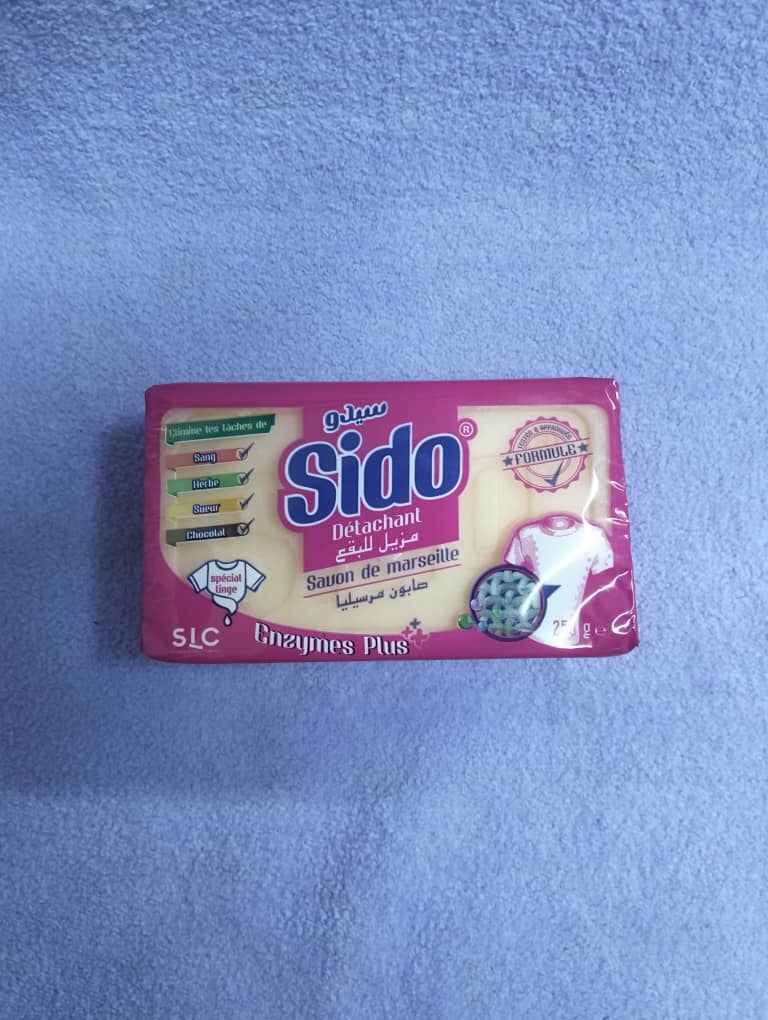 Élimine les tâches de
Sang
Herbe
Sueur
Chocolat
spécial
linge
SLC
سيدو
Sido®
Détachant
مزيل للبقع
Savon de marseille
صابون مرسيليا
Enzymes Plus
FORMULE
g ℮